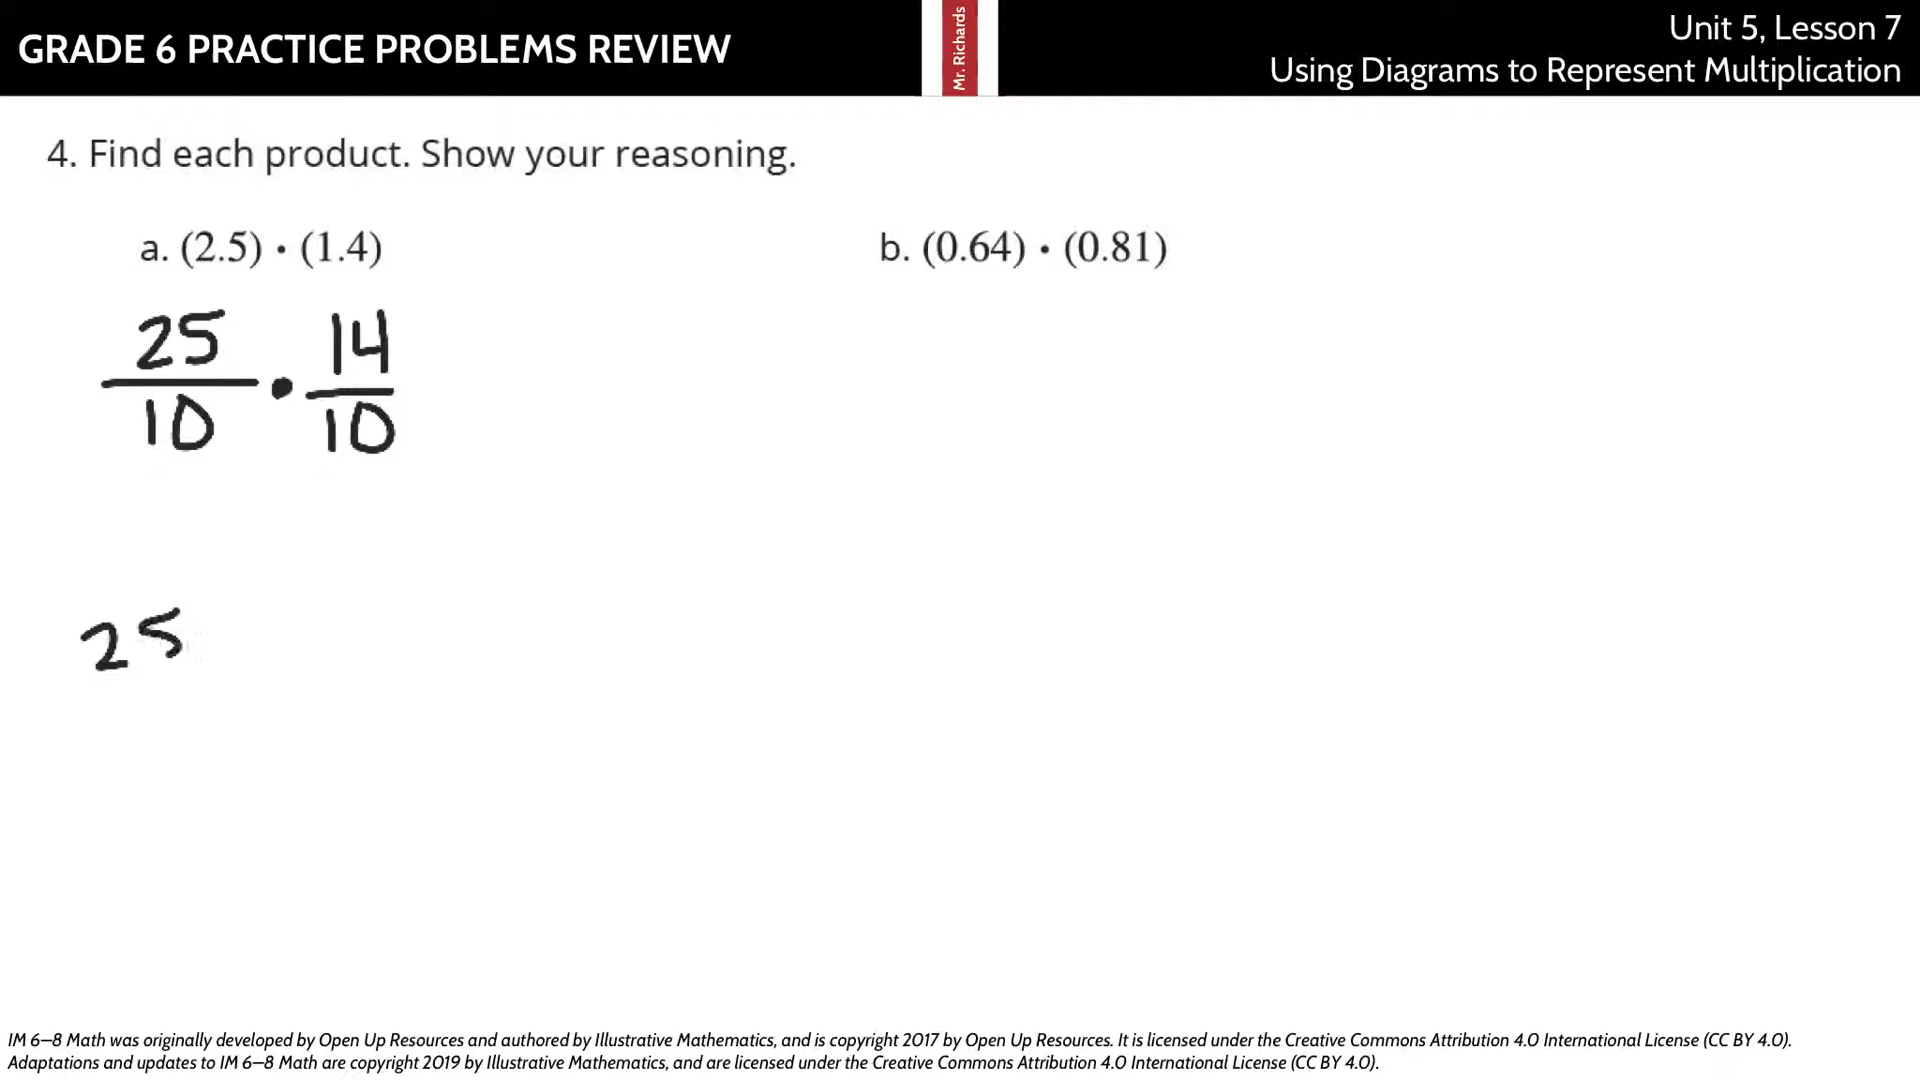 GRADE 6 PRACTICE PROBLEMS REVIEW
Mr. Richards
Unit 5, Lesson 7
Using Diagrams to Represent Multiplication
4. Find each product. Show your reasoning.
a. (2.5) • (1.4)
b. (0.64) • (0.81)
25 14
•
10 10
25
IM 6–8 Math was originally developed by Open Up Resources and authored by Illustrative Mathematics, and is copyright 2017 by Open Up Resources. It is licensed under the Creative Commons Attribution 4.0 International License (CC BY 4.0).
Adaptations and updates to IM 6–8 Math are copyright 2019 by Illustrative Mathematics, and are licensed under the Creative Commons Attribution 4.0 International License (CC BY 4.0).